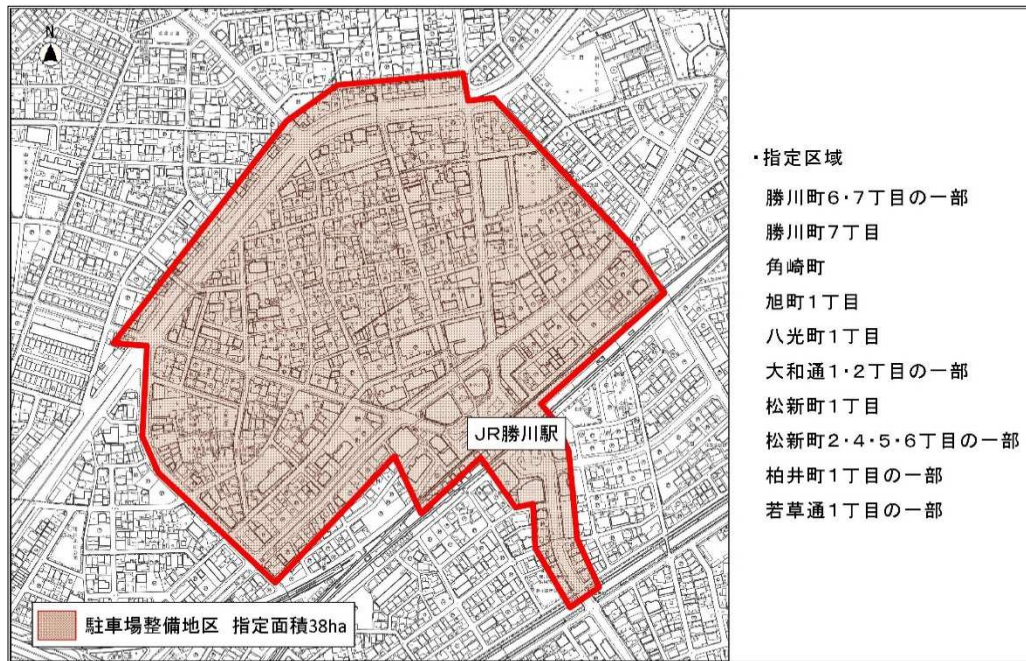 N
JR勝川駅
駐車場整備地区 指定面積38ha
・指定区域
勝川町6・7丁目の一部
勝川町7丁目
角崎町
旭町1丁目
八光町1丁目
大和通1・2丁目の一部
松新町1丁目
松新町2・4・5・6丁目の一部
柏井町1丁目の一部
若草通1丁目の一部